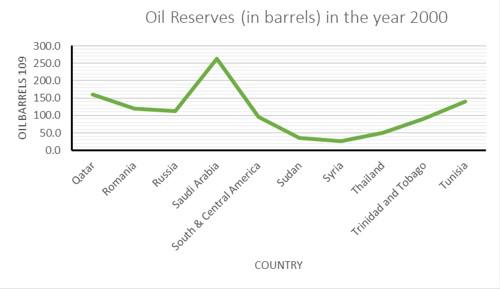 Oil Reserves (in barrels) in the year 2000
OILBARRELS 109
300.0
250.0
200.0
150.0
100.0
50.0
0.0
Qatar
Romania
Russia
Saudi Arabia
South & Central America
Sudan
Syria
Thailand
Trinidad and Tobago
Tunisia
COUNTRY